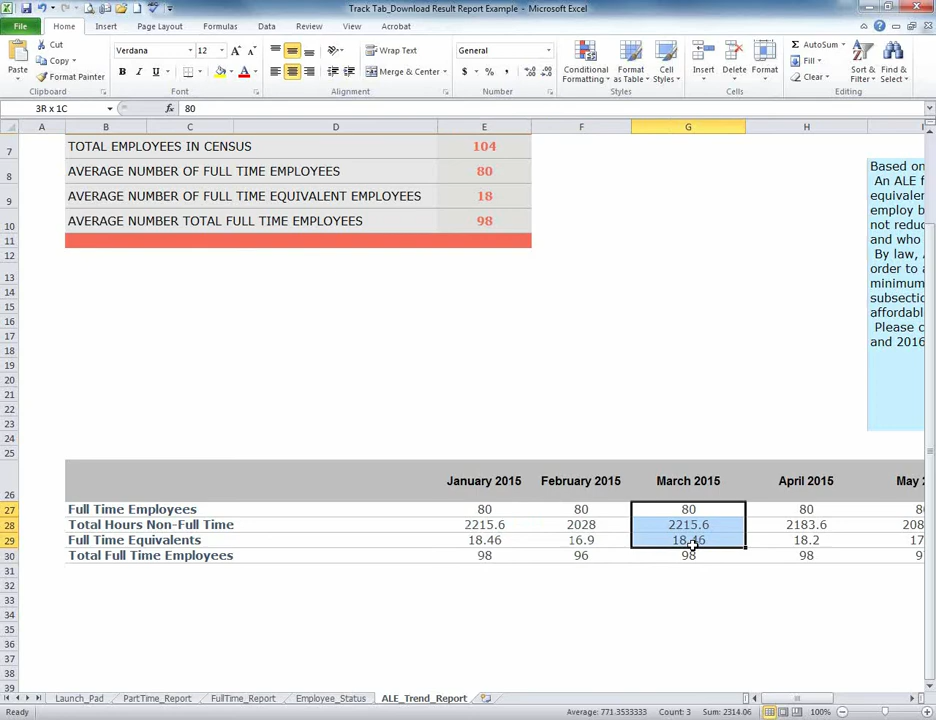 Track Tab_Download Result Report Example - Microsoft Excel
File Home Insert Page Layout Formulas Data Review View Acrobat
Paste
Cut
Copy
Format Painter
Clipboard
Verdana 12
B I U
Font
Wrap Text
Merge & Center
Alignment
General
$ % ,
Number
Conditional Formatting
Format as Table
Cell Styles
Styles
Insert Delete Format
Cells
AutoSum
Fill
Clear
Sort & Filter
Find & Select
Editing
3R x 1C fx 80
A B C D E F G H
7 TOTAL EMPLOYEES IN CENSUS 104
8 AVERAGE NUMBER OF FULL TIME EMPLOYEES 80
9 AVERAGE NUMBER OF FULL TIME EQUIVALENT EMPLOYEES 18
10 AVERAGE NUMBER TOTAL FULL TIME EMPLOYEES 98
11
12
13
14
15
16
17
18
19
20
21
22
23
24
25
Based on
An ALE f
equivaler
employ b
not reduc
and who
By law, A
order to a
minimum
subsectic
affordabl
Please c
and 2016
26 January 2015 February 2015 March 2015 April 2015 May
27 Full Time Employees 80 80 80 80
28 Total Hours Non-Full Time 2215.6 2028 2215.6 2183.6 208
29 Full Time Equivalents 18.46 16.9 18.46 18.2 17
30 Total Full Time Employees 98 96 98 98 9
31
32
33
34
35
36
37
38
39
Launch_Pad PartTime_Report FullTime_Report Employee_Status ALE_Trend_Report
Ready Average: 771.3533333 Count: 3 Sum: 2314.06 100%